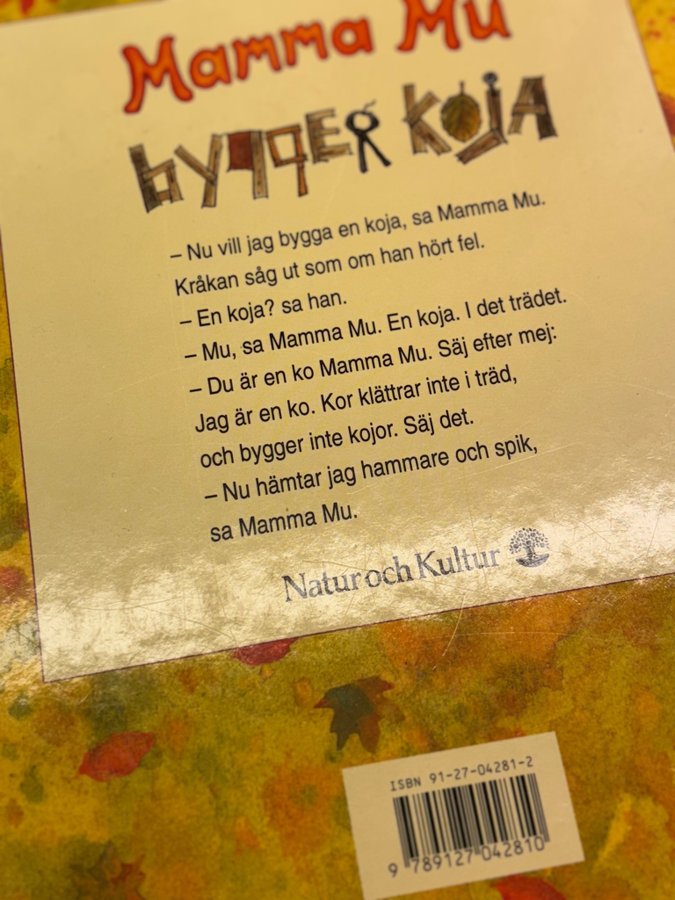 Mamma Mu
bygger koja
– Nu vill jag bygga en koja, sa Mamma Mu.
Kråkan såg ut som om han hört fel.
– En koja? sa han.
– Mu, sa Mamma Mu. En koja. I det trädet.
– Du är en ko Mamma Mu. Säj efter mej:
Jag är en ko. Kor klättrar inte i träd,
och bygger inte kojor. Säj det.
– Nu hämtar jag hammare och spik,
sa Mamma Mu.
Natur och Kultur
ISBN 91-27-04281-2
9 789127 042810